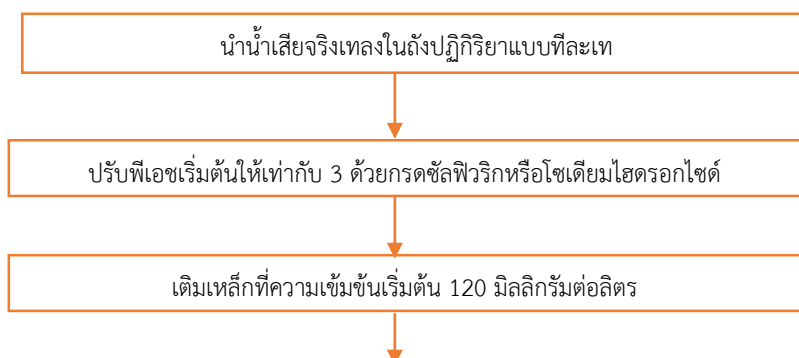 นำน้ำเสียจริงเทลงในถังปฏิกิริยาแบบทีละเท
ปรับพีเอชเริ่มต้นให้เท่ากับ 3 ด้วยกรดซัลฟิวริกหรือโซเดียมไฮดรอกไซด์
เติมเหล็กที่ความเข้มข้นเริ่มต้น 120 มิลลิกรัมต่อลิตร